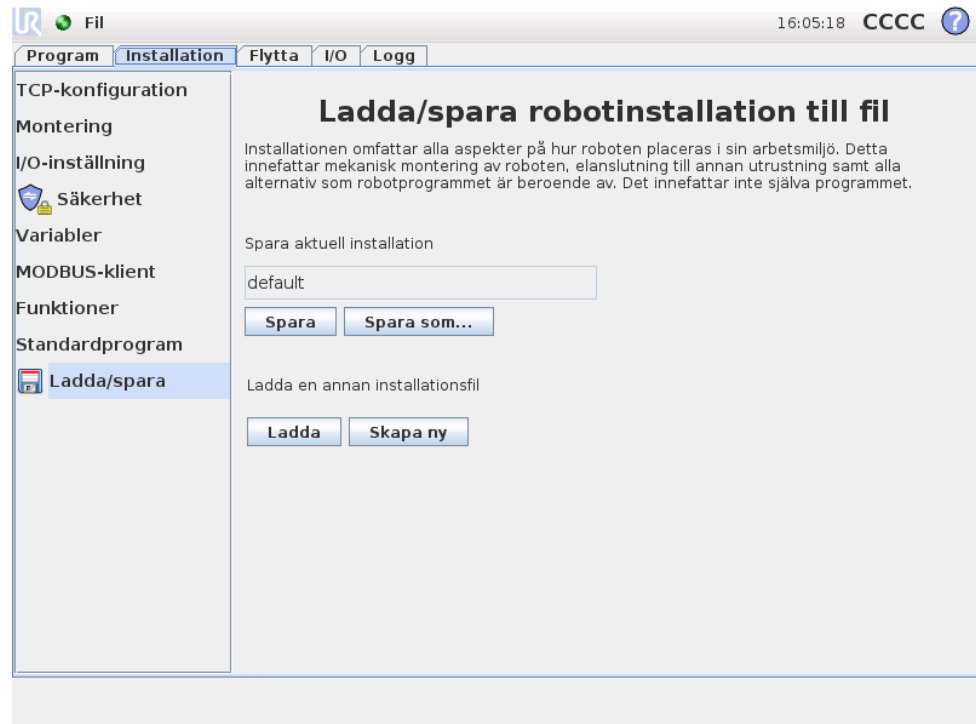 UR Fil 16:05:18 CCCC ?
Program Installation Flytta I/O Logg
TCP-konfiguration
Montering
I/O-inställning
Säkerhet
Variabler
MODBUS-klient
Funktioner
Standardprogram
Ladda/spara
Ladda/spara robotinstallation till fil
Installationen omfattar alla aspekter på hur roboten placeras i sin arbetsmiljö. Detta
innefattar mekanisk montering av roboten, elanslutning till annan utrustning samt alla
alternativ som robotprogrammet är beroende av. Det innefattar inte själva programmet.
Spara aktuell installation
default
Spara Spara som...
Ladda en annan installationsfil
Ladda Skapa ny